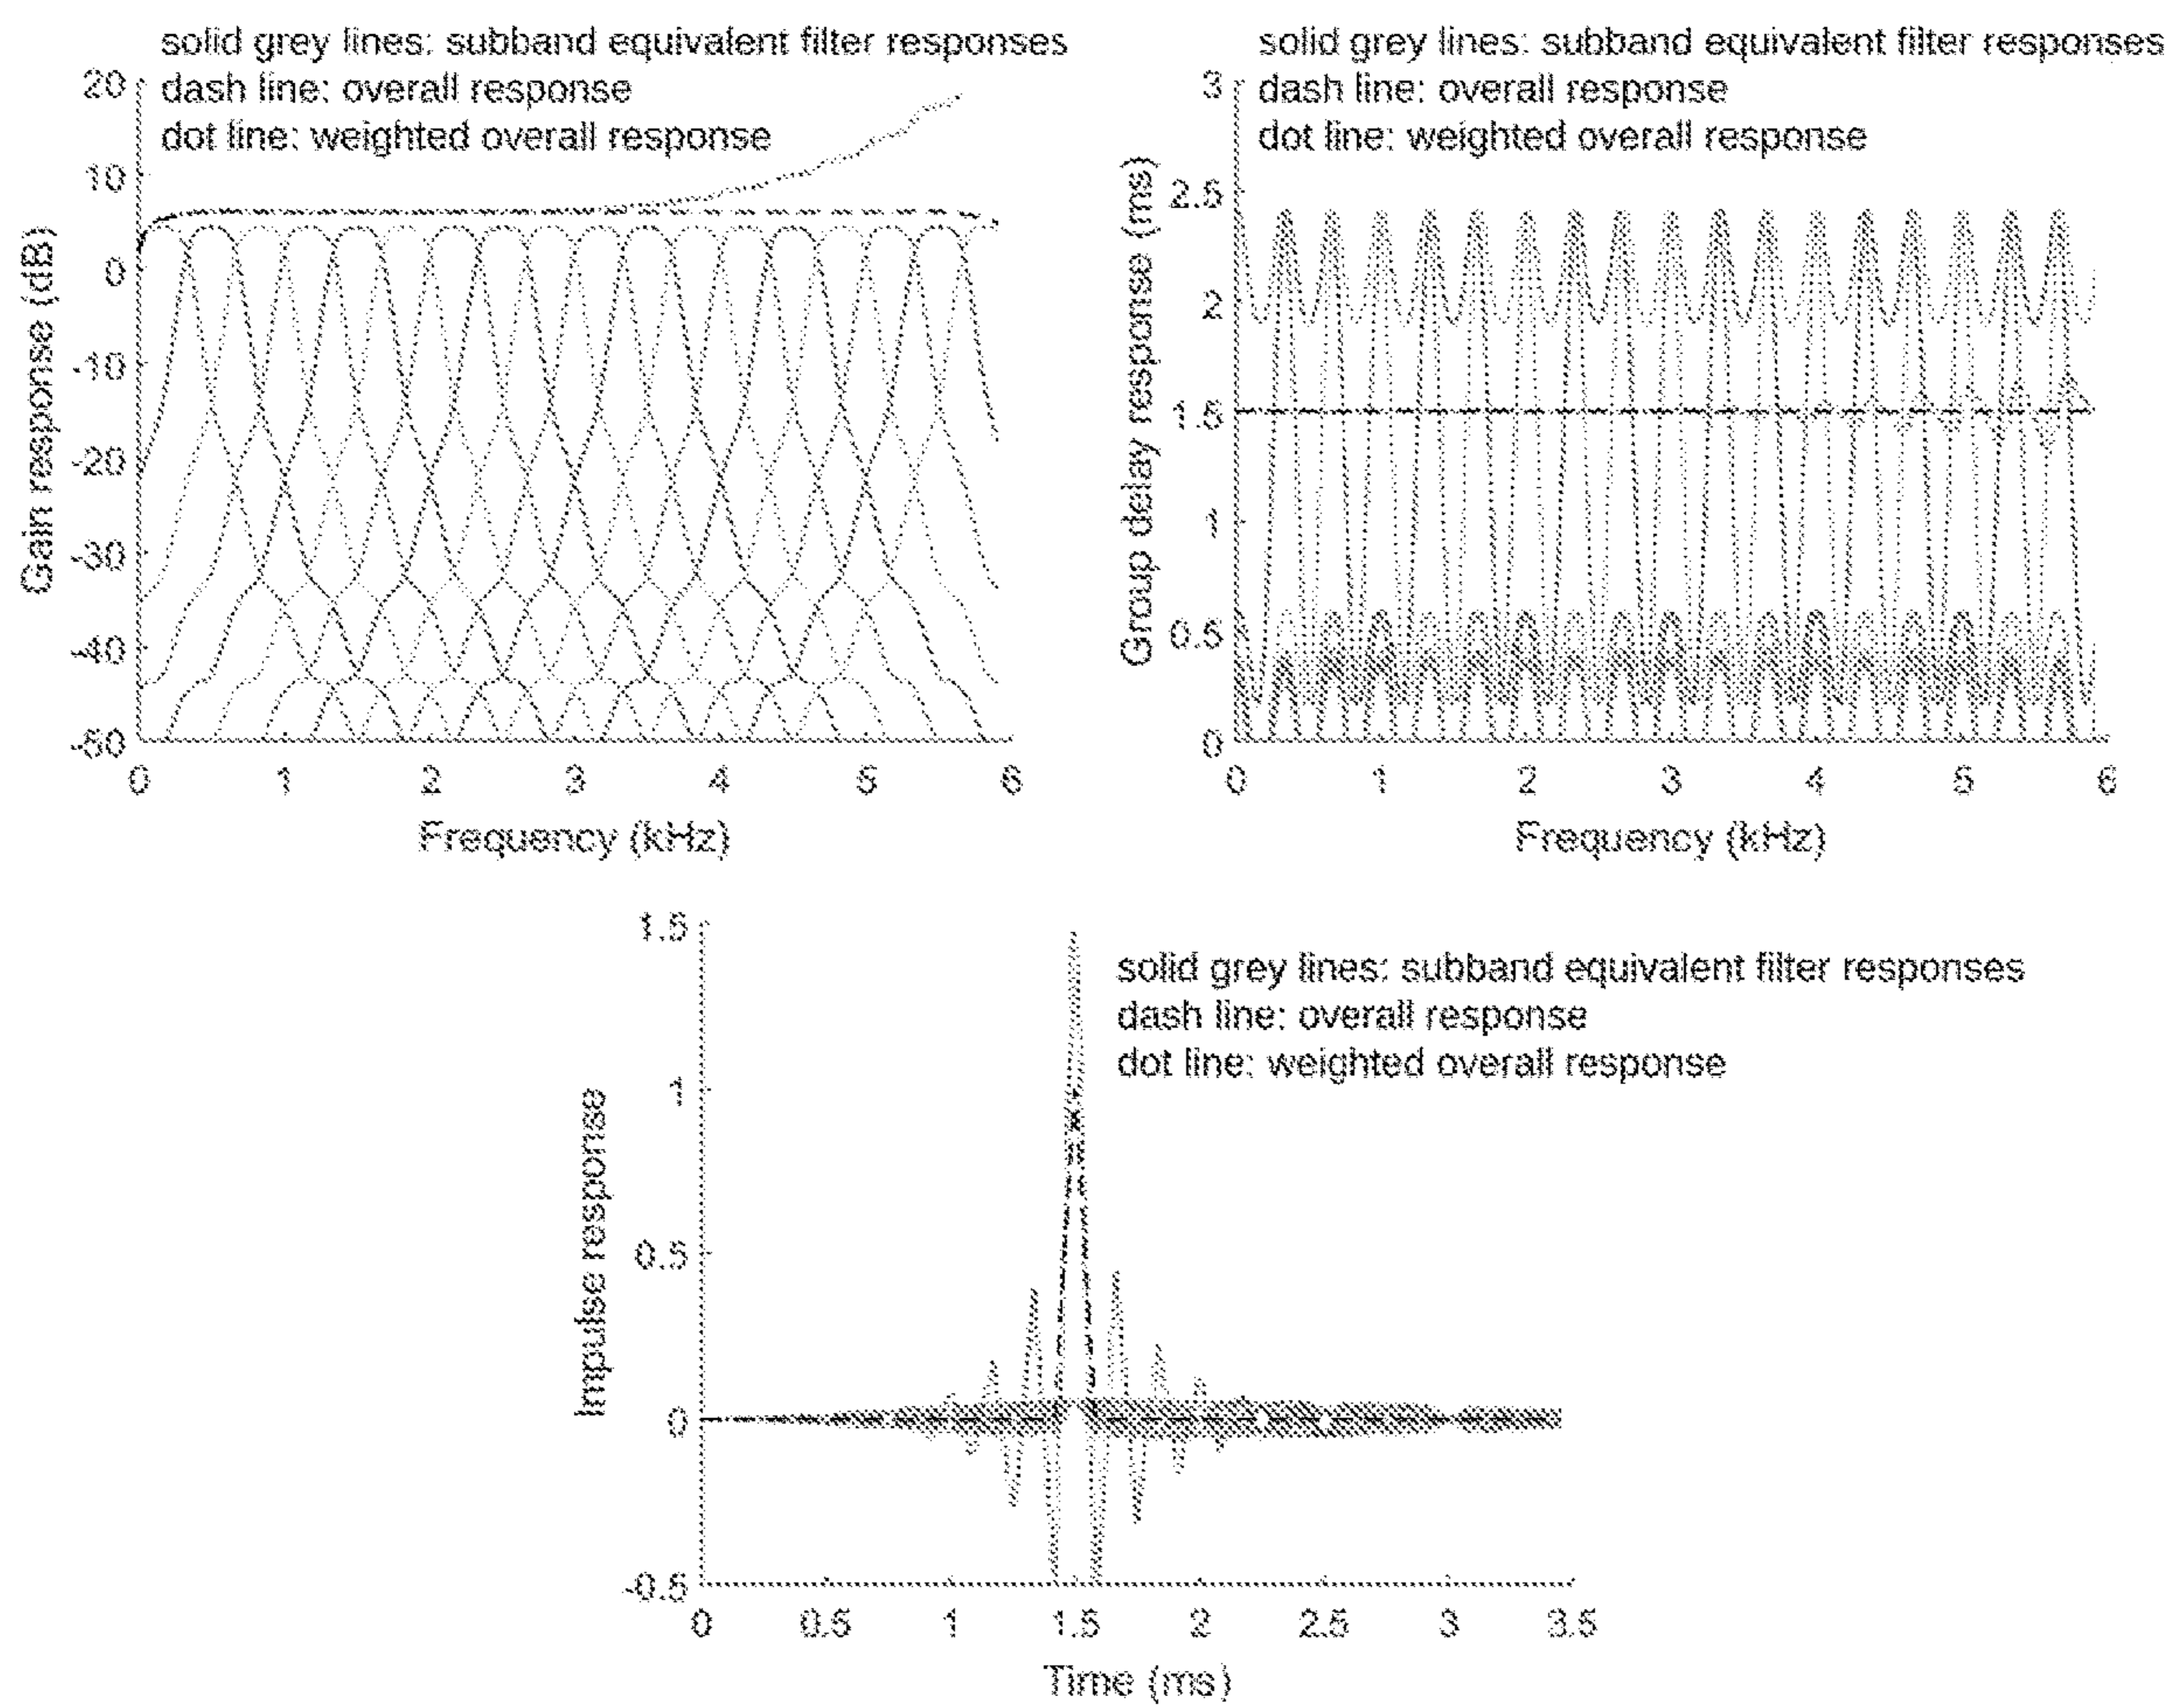 solid grey lines: subband equivalent filter responses
dash line: overall response
dot line: weighted overall response
20
10
0
-10
-20
-30
-40
-50
Gain response (dB)
0 1 2 3 4 5 6
Frequency (kHz)
solid grey lines: subband equivalent filter responses
dash line: overall response
dot line: weighted overall response
3
2.5
2
1.5
1
0.5
0
Group delay response (ms)
0 1 2 3 4 5 6
Frequency (kHz)
solid grey lines: subband equivalent filter responses
dash line: overall response
dot line: weighted overall response
1.5
1
0.5
0
-0.5
Impulse response
0 0.5 1 1.5 2 2.5 3 3.5
Time (ms)